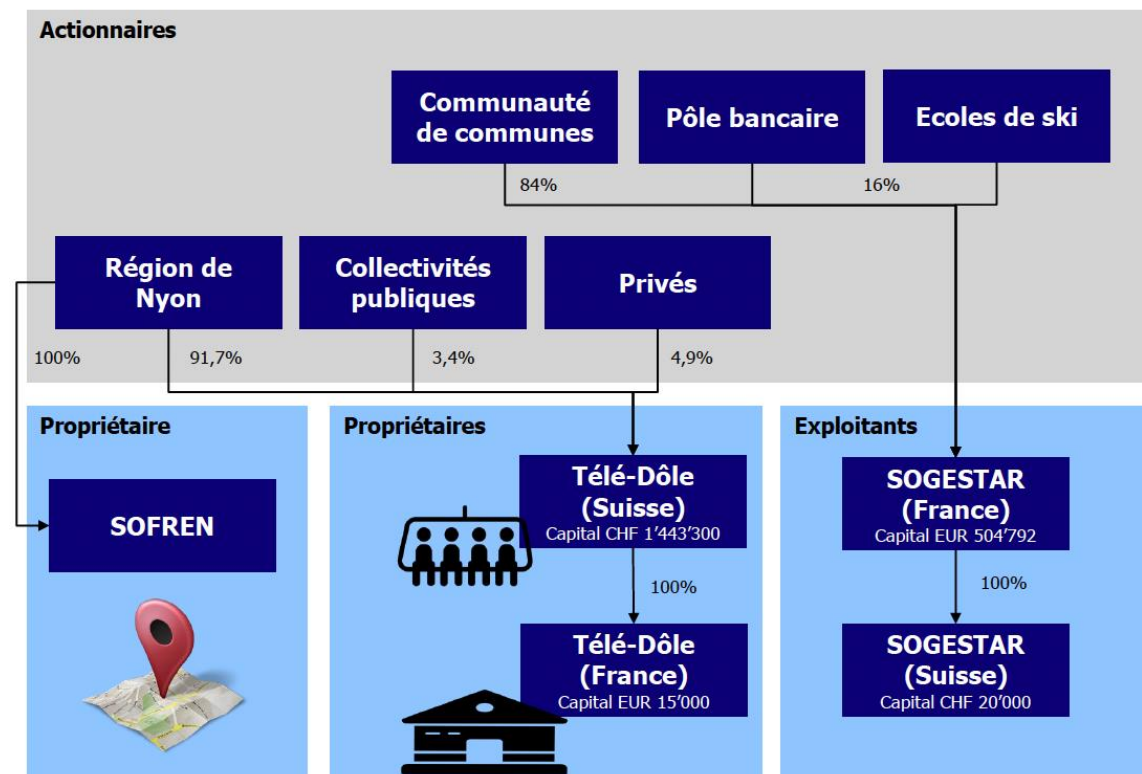 Actionnaires
Communauté
de communes
Pôle bancaire
Ecoles de ski
84%
16%
Région de
Nyon
Collectivités
publiques
Privés
100%
91,7%
3,4%
4,9%
Propriétaire
SOFREN
Propriétaires
Télé-Dôle
(Suisse)
Capital CHF 1’443’300
100%
Télé-Dôle
(France)
Capital EUR 15’000
Exploitants
SOGESTAR
(France)
Capital EUR 504’792
100%
SOGESTAR
(Suisse)
Capital CHF 20’000